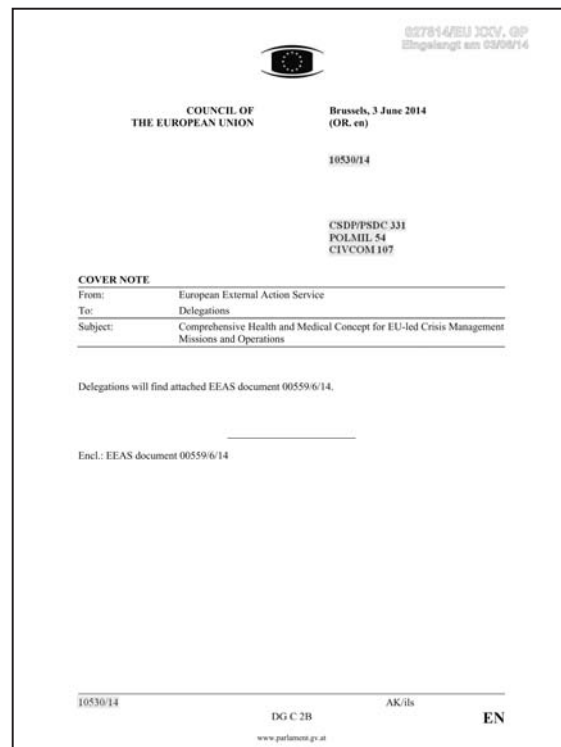 027814/EU XXV. GP
Eingelangt am 03/06/14
COUNCIL OF
THE EUROPEAN UNION
Brussels, 3 June 2014
(OR. en)
10530/14
CSDP/PSDC 331
POLMIL 54
CIVCOM 107
COVER NOTE
From: European External Action Service
To: Delegations
Subject: Comprehensive Health and Medical Concept for EU-led Crisis Management
Missions and Operations
Delegations will find attached EEAS document 00559/6/14.
Encl.: EEAS document 00559/6/14
10530/14 AK/ils
DG C 2B EN
www.parlament.gv.at